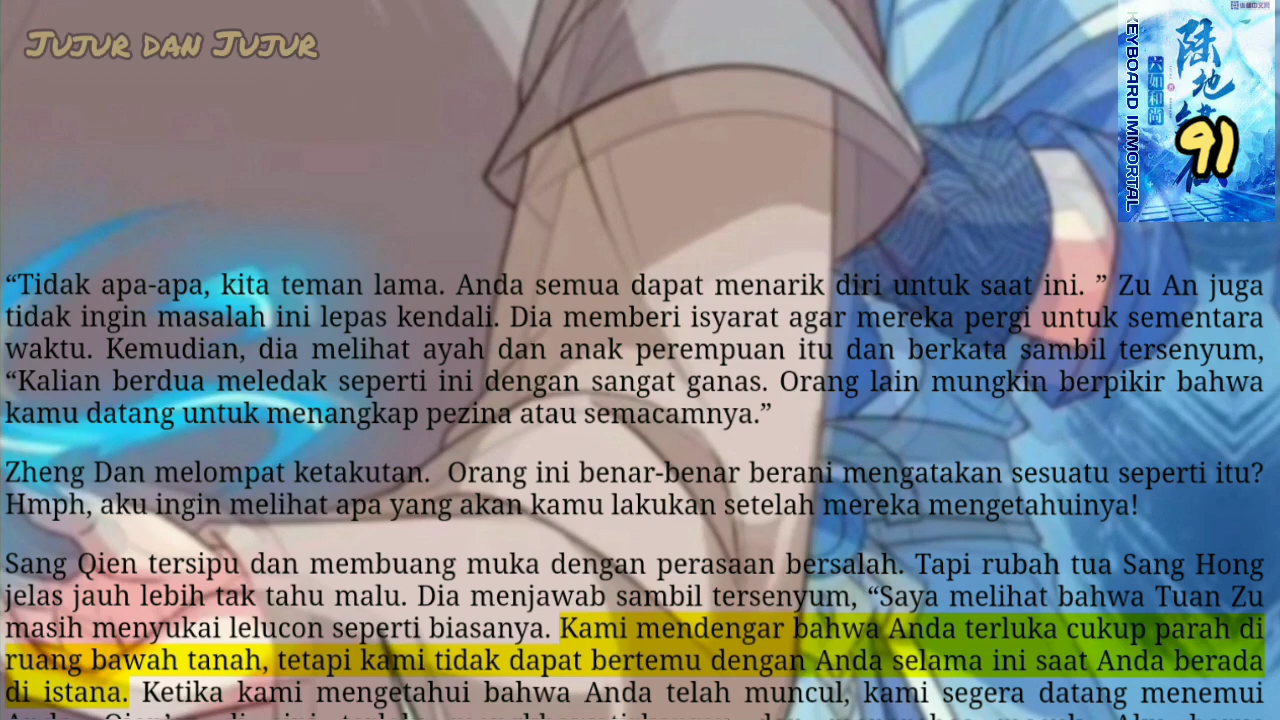 Jujur dan Jujur
KEYBOARD IMMORTAL
陆地
91
“Tidak apa-apa, kita teman lama. Anda semua dapat menarik diri untuk saat ini. ” Zu An juga
tidak ingin masalah ini lepas kendali. Dia memberi isyarat agar mereka pergi untuk sementara
waktu. Kemudian, dia melihat ayah dan anak perempuan itu dan berkata sambil tersenyum,
“Kalian berdua meledak seperti ini dengan sangat ganas. Orang lain mungkin berpikir bahwa
kamu datang untuk menangkap pezina atau semacamnya.”
Zheng Dan melompat ketakutan.  Orang ini benar-benar berani mengatakan sesuatu seperti itu?
Hmph, aku ingin melihat apa yang akan kamu lakukan setelah mereka mengetahuinya!
Sang Qien tersipu dan membuang muka dengan perasaan bersalah. Tapi rubah tua Sang Hong
jelas jauh lebih tak tahu malu. Dia menjawab sambil tersenyum, “Saya melihat bahwa Tuan Zu
masih menyukai lelucon seperti biasanya. Kami mendengar bahwa Anda terluka cukup parah di
ruang bawah tanah, tetapi kami tidak dapat bertemu dengan Anda selama ini saat Anda berada
di istana. Ketika kami mengetahui bahwa Anda telah muncul, kami segera datang menemui